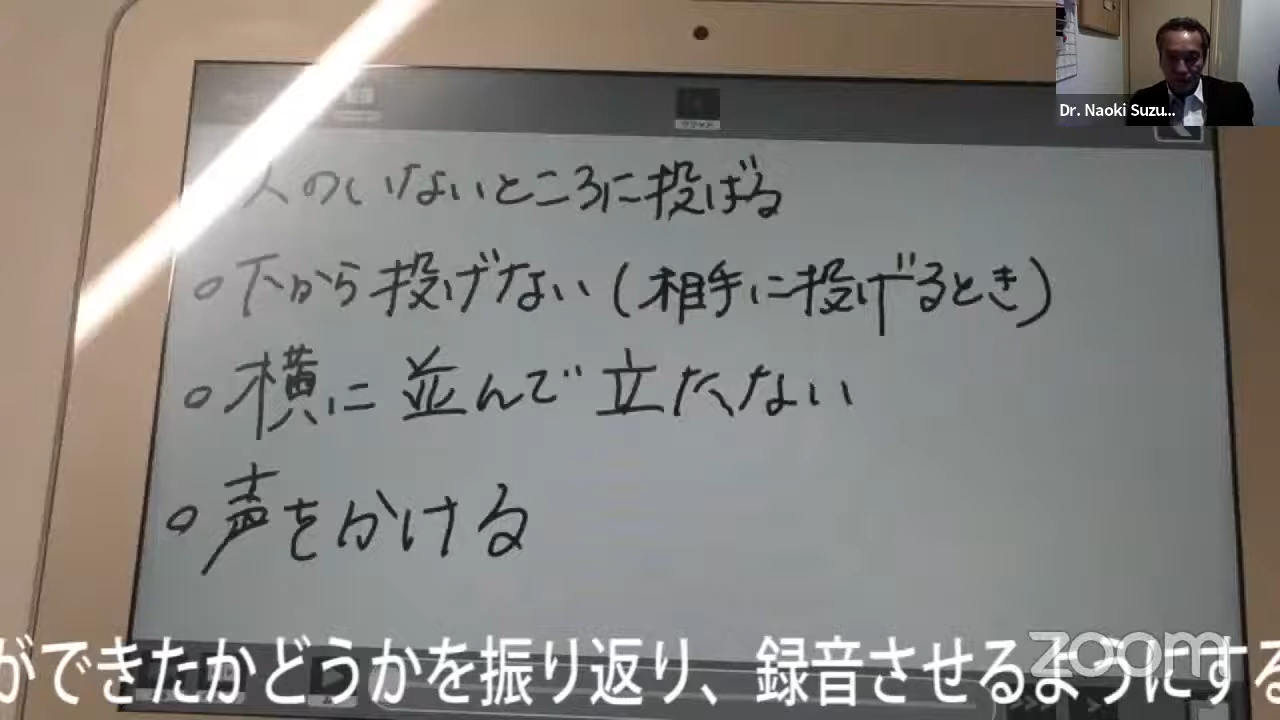 Dr. Naoki Suzu...
人のいないところに投げる
○下から投げない(相手に投げるとき)
○横に並んで立たない
○声をかける
ができたかどうかを振り返り、録音させるようにする
zoom